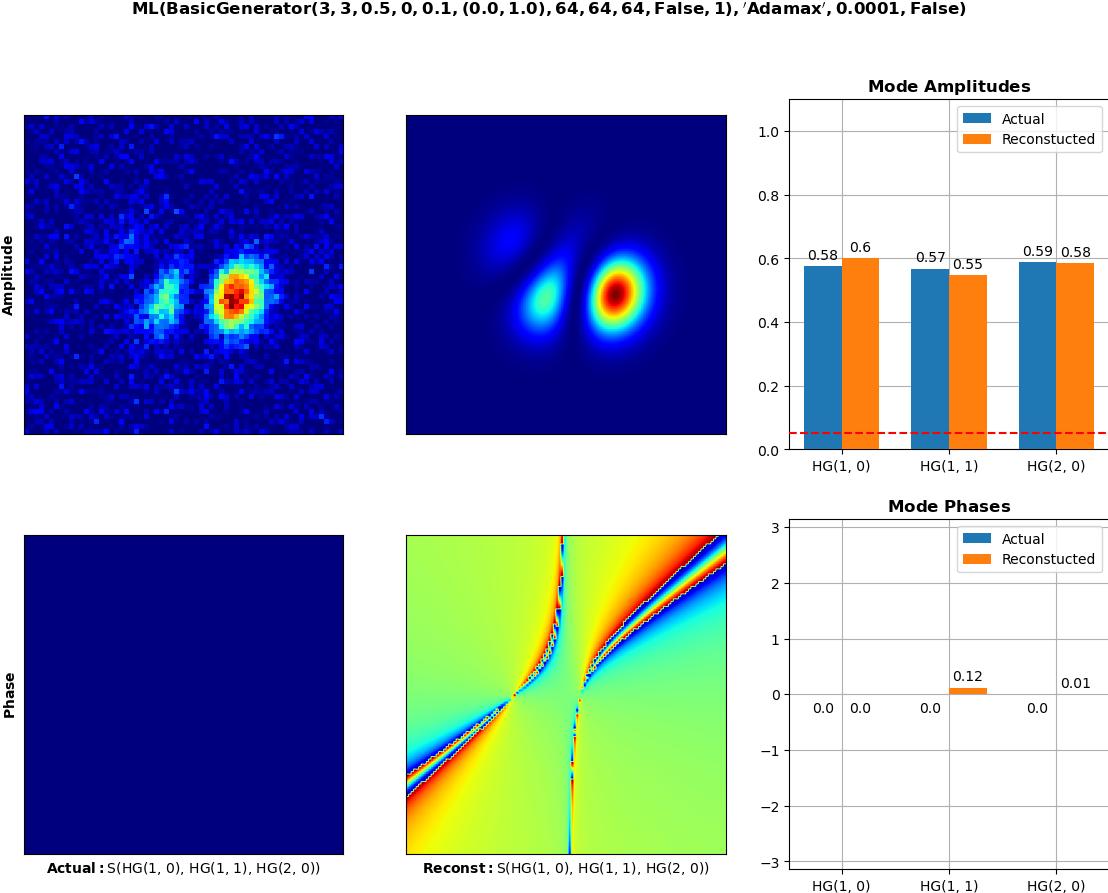 ML(BasicGenerator(3, 3, 0.5, 0, 0.1, (0.0, 1.0), 64, 64, 64, False, 1), ′Adamax′, 0.0001, False)
Amplitude
Mode Amplitudes
Actual
Reconstucted
1.0
0.8
0.6
0.4
0.2
0.0
0.58
0.6
0.57
0.55
0.59
0.58
HG(1, 0)
HG(1, 1)
HG(2, 0)
Phase
Actual: S(HG(1, 0), HG(1, 1), HG(2, 0))
Reconst: S(HG(1, 0), HG(1, 1), HG(2, 0))
Mode Phases
Actual
Reconstucted
3
2
1
0
−1
−2
−3
0.0
0.0
0.0
0.12
0.0
0.01
HG(1, 0)
HG(1, 1)
HG(2, 0)